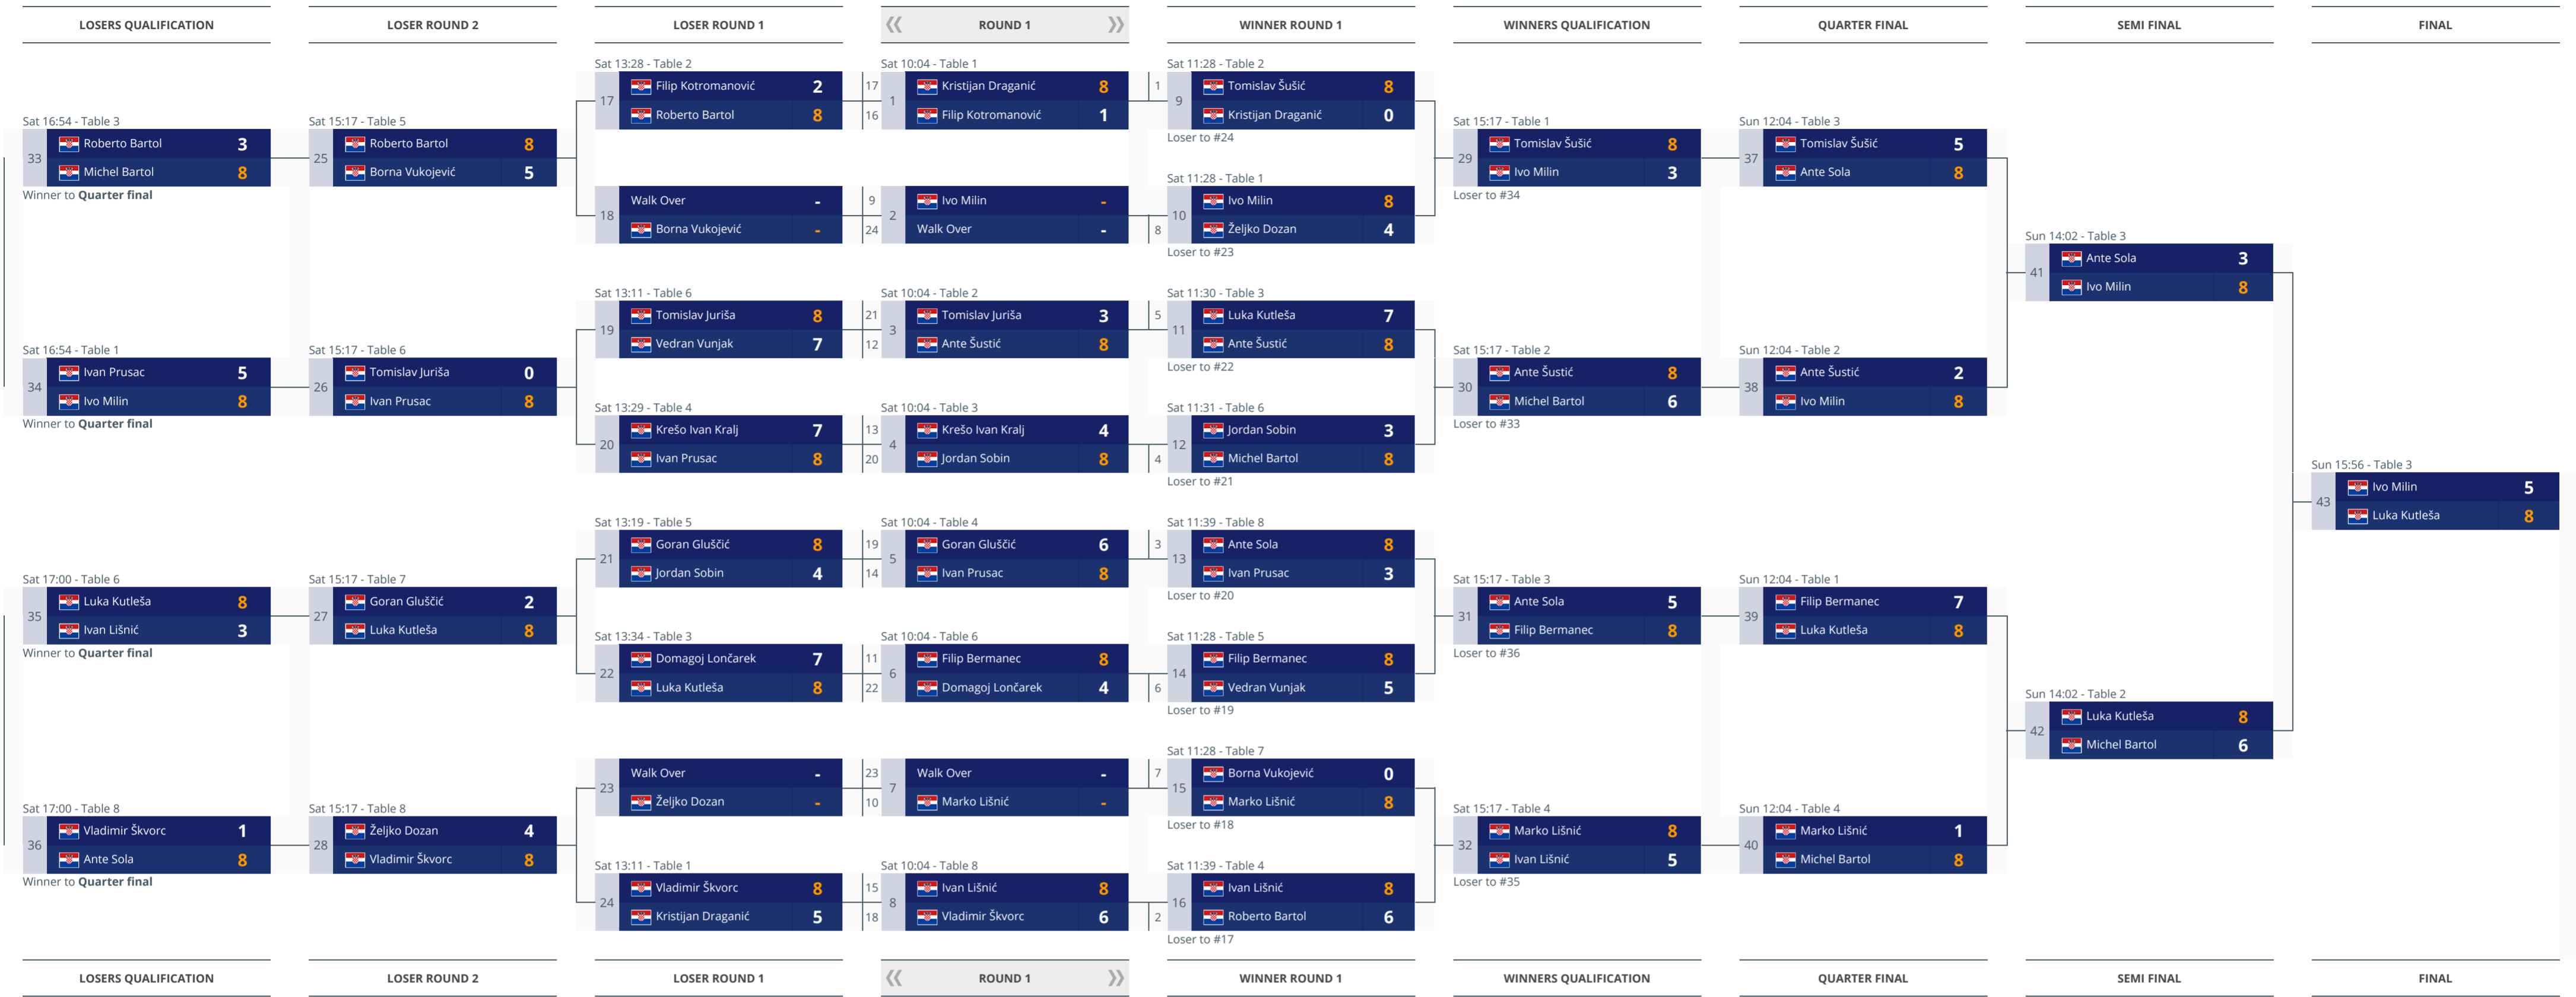 LOSERS QUALIFICATION
LOSER ROUND 2
LOSER ROUND 1
ROUND 1
WINNER ROUND 1
WINNERS QUALIFICATION
QUARTER FINAL
SEMI FINAL
FINAL
Sat 16:54 - Table 3
33
Roberto Bartol 3
Michel Bartol 8
Winner to Quarter final
Sat 16:54 - Table 1
34
Ivan Prusac 5
Ivo Milin 8
Winner to Quarter final
Sat 17:00 - Table 6
35
Luka Kutleša 8
Ivan Lišnić 3
Winner to Quarter final
Sat 17:00 - Table 8
36
Vladimir Škvorc 1
Ante Sola 8
Winner to Quarter final
Sat 15:17 - Table 5
25
Roberto Bartol 8
Borna Vukojević 5
Sat 15:17 - Table 6
26
Tomislav Juriša 0
Ivan Prusac 8
Sat 15:17 - Table 7
27
Goran Gluščić 2
Luka Kutleša 8
Sat 15:17 - Table 8
28
Željko Dozan 4
Vladimir Škvorc 8
Sat 13:28 - Table 2
17
Filip Kotromanović 2
Roberto Bartol 8
18
Walk Over -
Borna Vukojević -
Sat 13:11 - Table 6
19
Tomislav Juriša 8
Vedran Vunjak 7
Sat 13:29 - Table 4
20
Krešo Ivan Kralj 7
Ivan Prusac 8
Sat 13:19 - Table 5
21
Goran Gluščić 8
Jordan Sobin 4
Sat 13:34 - Table 3
22
Domagoj Lončarek 7
Luka Kutleša 8
23
Walk Over -
Željko Dozan -
Sat 13:11 - Table 1
24
Vladimir Škvorc 8
Kristijan Draganić 5
Sat 10:04 - Table 1
1
17 Kristijan Draganić 8
16 Filip Kotromanović 1
2
9 Ivo Milin -
24 Walk Over -
Sat 10:04 - Table 2
3
21 Tomislav Juriša 3
12 Ante Šustić 8
Sat 10:04 - Table 3
4
13 Krešo Ivan Kralj 4
20 Jordan Sobin 8
Sat 10:04 - Table 4
5
19 Goran Gluščić 6
14 Ivan Prusac 8
Sat 10:04 - Table 6
6
11 Filip Bermanec 8
22 Domagoj Lončarek 4
7
23 Walk Over -
10 Marko Lišnić -
Sat 10:04 - Table 8
8
15 Ivan Lišnić 8
18 Vladimir Škvorc 6
Sat 11:28 - Table 2
9
1 Tomislav Šušić 8
Kristijan Draganić 0
Loser to #24
Sat 11:28 - Table 1
10
Ivo Milin 8
8 Željko Dozan 4
Loser to #23
Sat 11:30 - Table 3
11
5 Luka Kutleša 7
Ante Šustić 8
Loser to #22
Sat 11:31 - Table 6
12
Jordan Sobin 3
4 Michel Bartol 8
Loser to #21
Sat 11:39 - Table 8
13
3 Ante Sola 8
Ivan Prusac 3
Loser to #20
Sat 11:28 - Table 5
14
Filip Bermanec 8
6 Vedran Vunjak 5
Loser to #19
Sat 11:28 - Table 7
15
7 Borna Vukojević 0
Marko Lišnić 8
Loser to #18
Sat 11:39 - Table 4
16
Ivan Lišnić 8
2 Roberto Bartol 6
Loser to #17
Sat 15:17 - Table 1
29
Tomislav Šušić 8
Ivo Milin 3
Loser to #34
Sat 15:17 - Table 2
30
Ante Šustić 8
Michel Bartol 6
Loser to #33
Sat 15:17 - Table 3
31
Ante Sola 5
Filip Bermanec 8
Loser to #36
Sat 15:17 - Table 4
32
Marko Lišnić 8
Ivan Lišnić 5
Loser to #35
Sun 12:04 - Table 3
37
Tomislav Šušić 5
Ante Sola 8
Sun 12:04 - Table 2
38
Ante Šustić 2
Ivo Milin 8
Sun 12:04 - Table 1
39
Filip Bermanec 7
Luka Kutleša 8
Sun 12:04 - Table 4
40
Marko Lišnić 1
Michel Bartol 8
Sun 14:02 - Table 3
41
Ante Sola 3
Ivo Milin 8
Sun 14:02 - Table 2
42
Luka Kutleša 8
Michel Bartol 6
Sun 15:56 - Table 3
43
Ivo Milin 5
Luka Kutleša 8
LOSERS QUALIFICATION
LOSER ROUND 2
LOSER ROUND 1
ROUND 1
WINNER ROUND 1
WINNERS QUALIFICATION
QUARTER FINAL
SEMI FINAL
FINAL